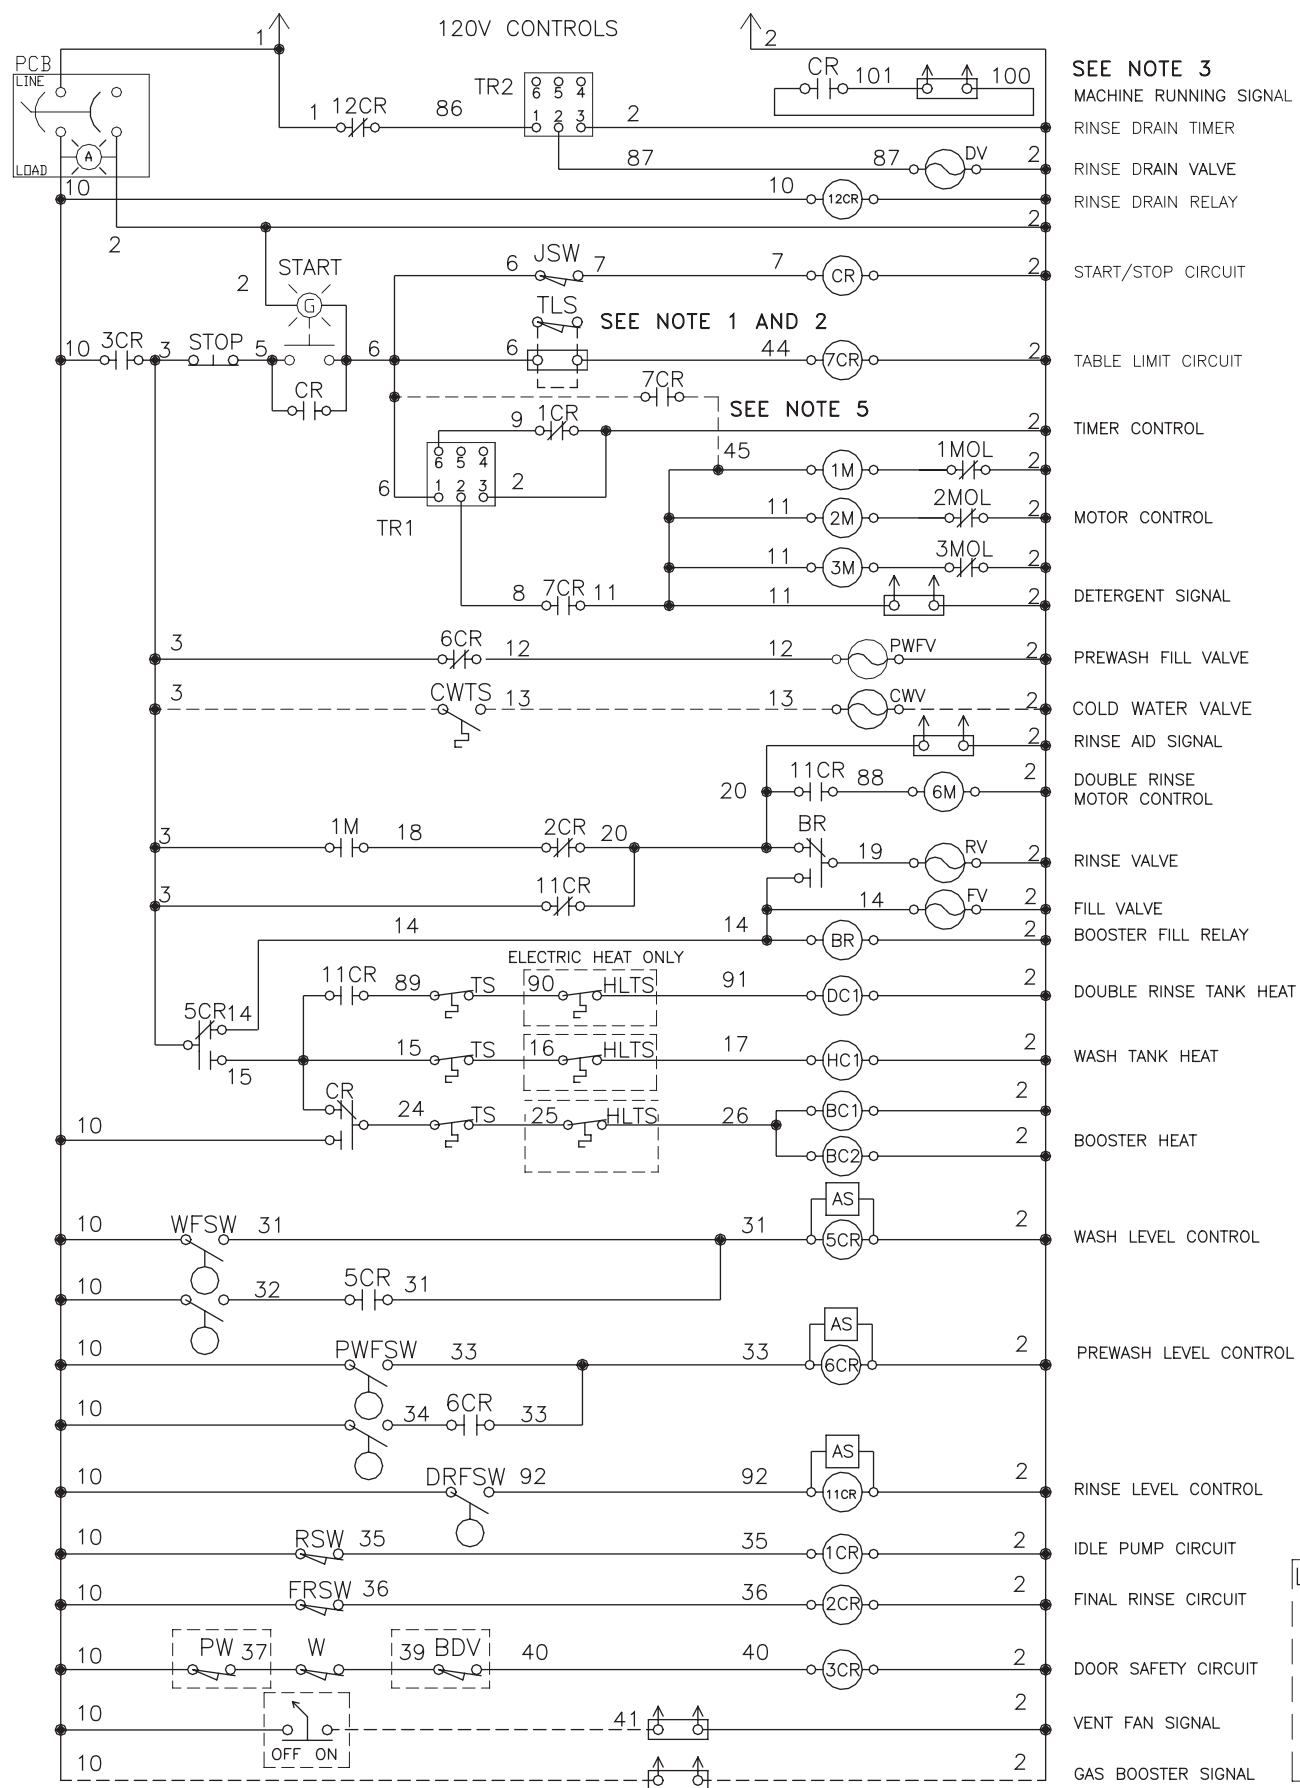 120V CONTROLS
1
2
PCB
LINE
A
LOAD
CR 101 100
SEE NOTE 3
MACHINE RUNNING SIGNAL
TR2
6 5 4
1 2 3
1 12CR 86 2
RINSE DRAIN TIMER
87 87 DV 2
RINSE DRAIN VALVE
10 10 12CR 2
RINSE DRAIN RELAY
2 2
START
2
G
6 JSW 7 7 CR 2
START/STOP CIRCUIT
TLS
SEE NOTE 1 AND 2
10 3CR 3 STOP 5 6 6 44 7CR 2
TABLE LIMIT CIRCUIT
CR
7CR
SEE NOTE 5
9 1CR 2
TIMER CONTROL
6 5 4
1 2 3
6 2
TR1
45 1M 1MOL 2
11 2M 2MOL 2
MOTOR CONTROL
11 3M 3MOL 2
8 7CR 11 11 2
DETERGENT SIGNAL
3 6CR 12 12 PWFV 2
PREWASH FILL VALVE
3 CWTS 13 13 CWV 2
COLD WATER VALVE
2
RINSE AID SIGNAL
20 11CR 88 6M 2
DOUBLE RINSE
MOTOR CONTROL
3 1M 18 2CR 20
BR 19 RV 2
RINSE VALVE
3 11CR
14 FV 2
FILL VALVE
14 14 BR 2
BOOSTER FILL RELAY
ELECTRIC HEAT ONLY
11CR 89 TS 90 HLTS 91 DC1 2
DOUBLE RINSE TANK HEAT
5CR 14
15
15 TS 16 HLTS 17 HC1 2
WASH TANK HEAT
CR 24 TS 25 HLTS 26 BC1 2
10
BC2 2
BOOSTER HEAT
AS
10 WFSW 31 31 5CR 2
WASH LEVEL CONTROL
10 32 5CR 31
AS
10 PWFSW 33 33 6CR 2
PREWASH LEVEL CONTROL
10 34 6CR 33
AS
10 DRFSW 92 92 11CR 2
RINSE LEVEL CONTROL
10 RSW 35 35 1CR 2
IDLE PUMP CIRCUIT
10 FRSW 36 36 2CR 2
FINAL RINSE CIRCUIT
10 PW 37 W 39 BDV 40 40 3CR 2
DOOR SAFETY CIRCUIT
10 41 2
VENT FAN SIGNAL
OFF ON
10 2
GAS BOOSTER SIGNAL